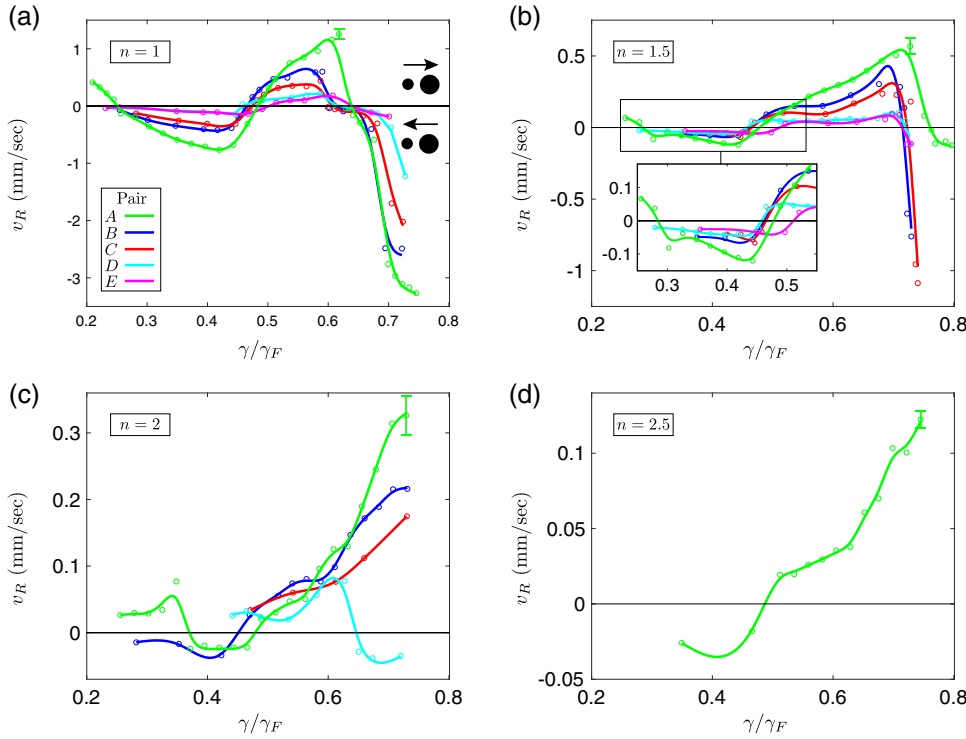 (a)
n = 1
1
0
-1
-2
-3
v_R (mm/sec)
Pair
A
B
C
D
E
0.2 0.3 0.4 0.5 0.6 0.7 0.8
γ/γ_F
(b)
n = 1.5
0.5
0
-0.5
-1
v_R (mm/sec)
0.1
0
-0.1
0.3 0.4 0.5
0.2 0.4 0.6 0.8
γ/γ_F
(c)
n = 2
0.3
0.2
0.1
0
v_R (mm/sec)
0.2 0.4 0.6 0.8
γ/γ_F
(d)
n = 2.5
0.1
0.05
0
-0.05
v_R (mm/sec)
0.2 0.4 0.6 0.8
γ/γ_F